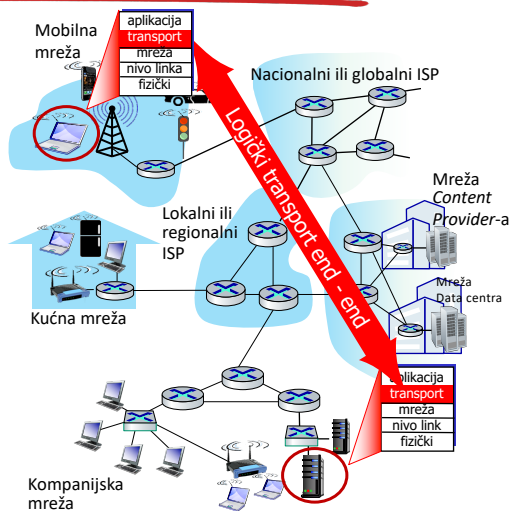 Mobilna
mreža
aplikacija
transport
mreža
nivo linka
fizički
Nacionalni ili globalni ISP
Logički transport end - end
Mreža
Content
Provider-a
Lokalni ili
regionalni
ISP
Mreža
Data centra
Kućna mreža
aplikacija
transport
mreža
nivo link
fizički
Kompanijska
mreža